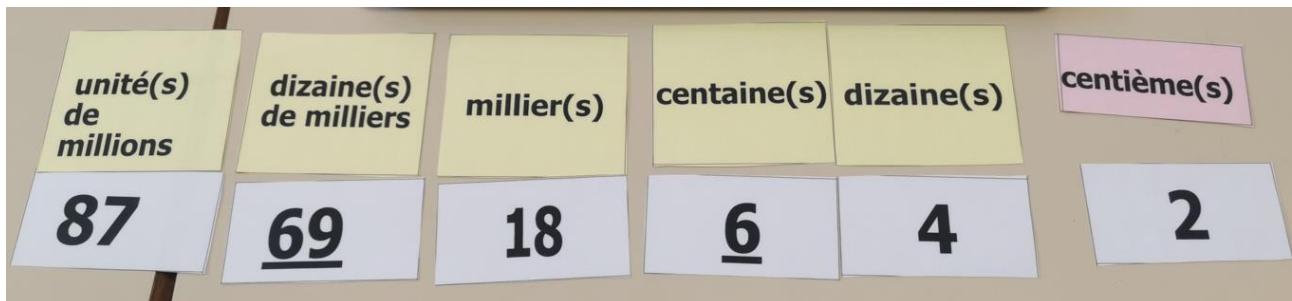 unité(s)
de
millions
dizaine(s)
de milliers
millier(s)
centaine(s)
dizaine(s)
centième(s)
87
69
18
6
4
2